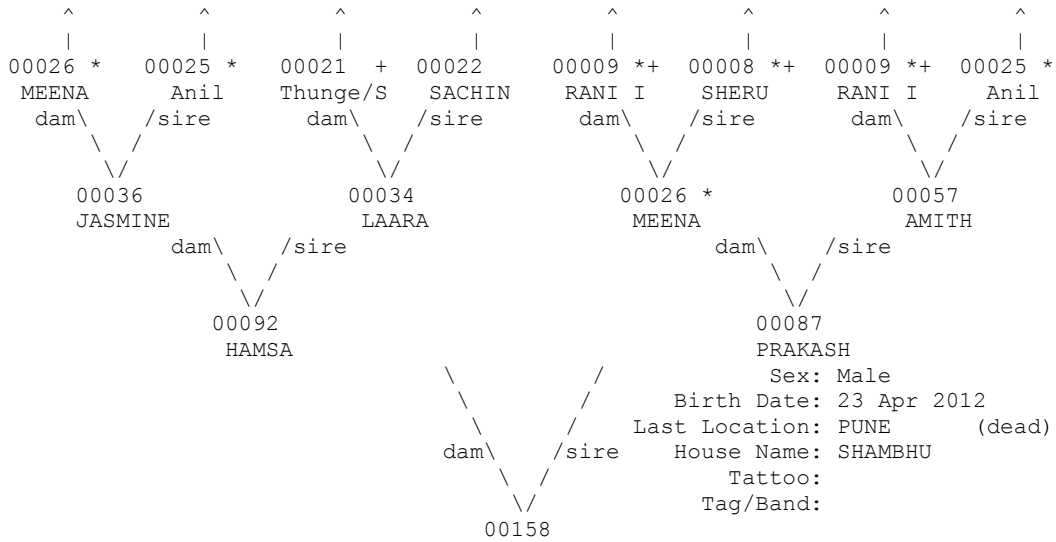 ^ ^ ^ ^ ^ ^ ^ ^
| | | | | | | |
00026 * 00025 * 00021 + 00022 00009 *+ 00008 *+ 00009 *+ 00025 *
MEENA Anil Thunge/S SACHIN RANI I SHERU RANI I Anil
dam\ /sire dam\ /sire dam\ /sire dam\ /sire
\ / \ / \ / \ /
\/ \/ \/ \/
00036 00034 00026 * 00057
JASMINE LAARA MEENA AMITH
dam\ /sire dam\ /sire
\ / \ /
\/ \/
00092 00087
HAMSA PRAKASH
\ / Sex: Male
\ / Birth Date: 23 Apr 2012
\ / Last Location: PUNE (dead)
dam\ /sire House Name: SHAMBHU
\ / Tattoo:
\/ Tag/Band:
00158